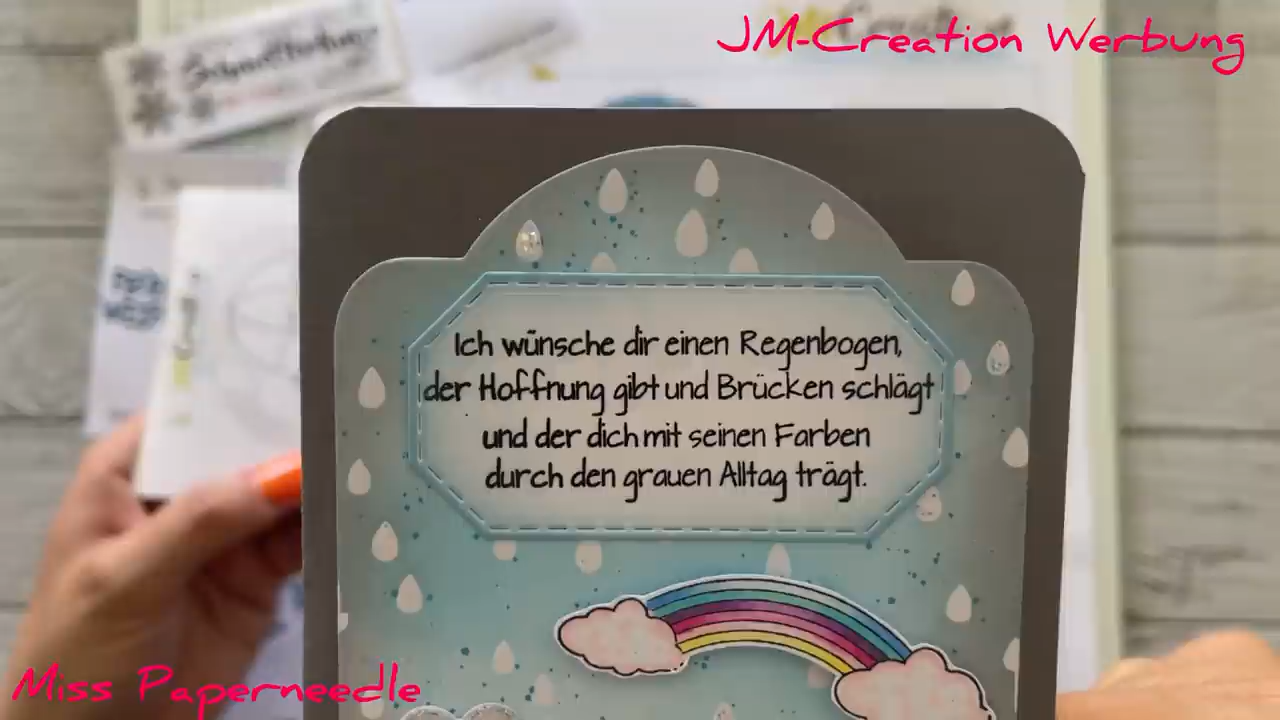 JM-Creation Werbung
Ich wünsche dir einen Regenbogen,
der Hoffnung gibt und Brücken schlägt
und der dich mit seinen Farben
durch den grauen Alltag trägt.
Miss Paperneedle